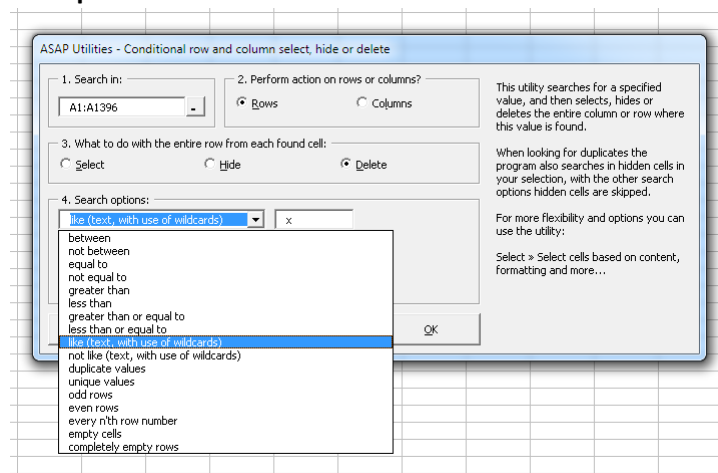 ASAP Utilities - Conditional row and column select, hide or delete
1. Search in:
A1:A1396
2. Perform action on rows or columns?
Rows
Columns
3. What to do with the entire row from each found cell:
Select
Hide
Delete
4. Search options:
like (text, with use of wildcards)
x
between
not between
equal to
not equal to
greater than
less than
greater than or equal to
less than or equal to
like (text, with use of wildcards)
not like (text, with use of wildcards)
duplicate values
unique values
odd rows
even rows
every n'th row number
empty cells
completely empty rows
OK
This utility searches for a specified
value, and then selects, hides or
deletes the entire column or row where
this value is found.
When looking for duplicates the
program also searches in hidden cells in
your selection, with the other search
options hidden cells are skipped.
For more flexibility and options you can
use the utility:
Select » Select cells based on content,
formatting and more...